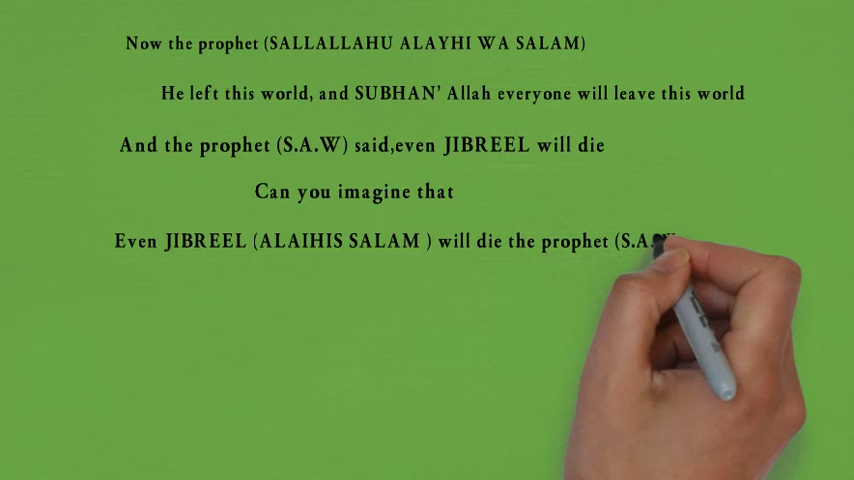 Now the prophet (SALLALLAHU ALAYHI WA SALAM)
He left this world, and SUBHAN' Allah everyone will leave this world
And the prophet (S.A.W) said,even JIBREEL will die
Can you imagine that
Even JIBREEL (ALAIHIS SALAM ) will die the prophet (S.A.